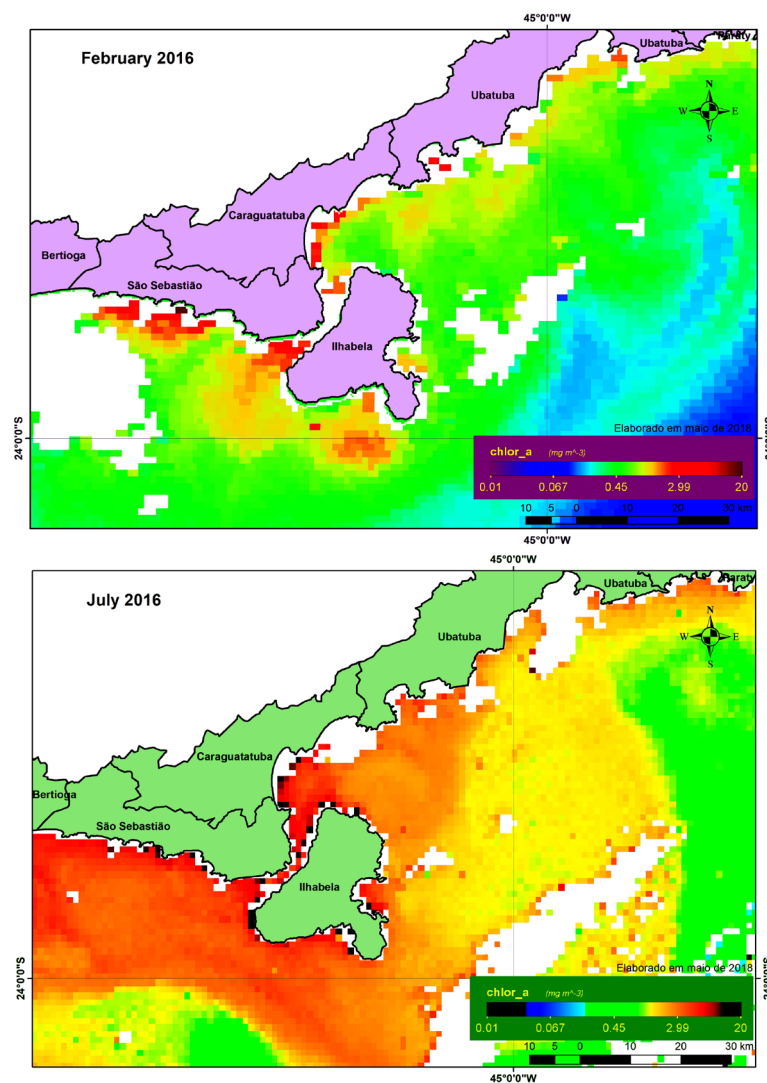 45°0'0"W
February 2016
Ubatuba
Paraty
Ubatuba
N
W E
S
Caraguatatuba
Bertioga
São Sebastião
Ilhabela
24°0'0"S
Elaborado em maio de 2018
chlor_a (mg m^-3)
0.01 0.067 0.45 2.99 20
10 5 0 10 20 30 km
45°0'0"W
45°0'0"W
July 2016
Ubatuba
Paraty
Ubatuba
N
W E
S
Caraguatatuba
Bertioga
São Sebastião
Ilhabela
24°0'0"S
Elaborado em maio de 2018
24°0'0"S
chlor_a (mg m^-3)
0.01 0.067 0.45 2.99 20
10 5 0 10 20 30 km
45°0'0"W